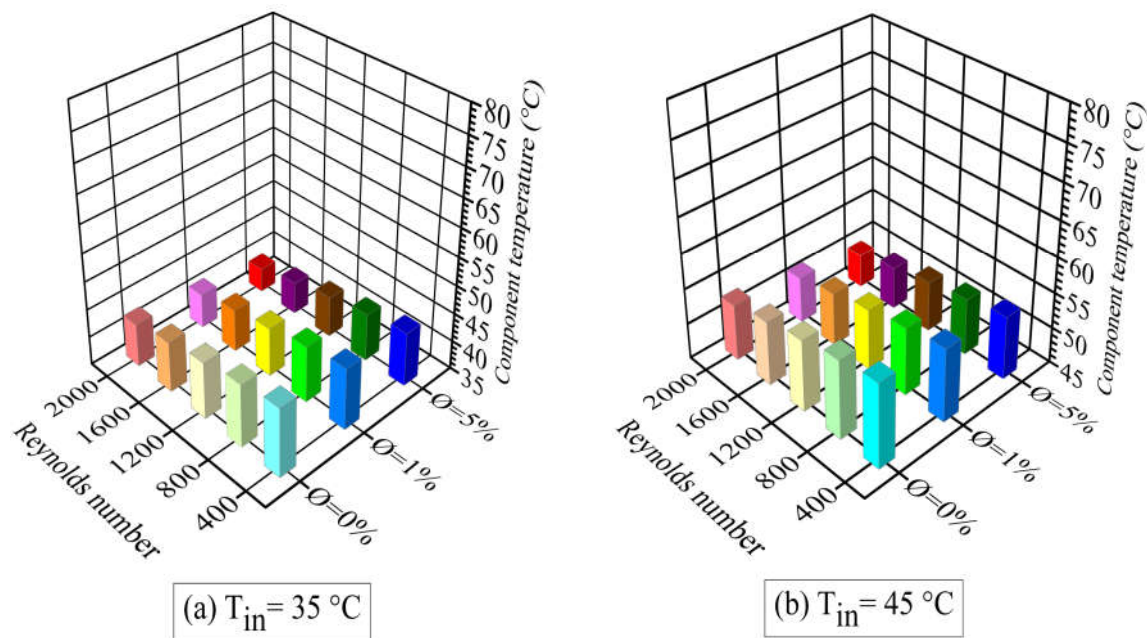 80
75
70
65
60
55
50
45
40
35
Component temperature (°C)
2000
1600
1200
800
400
Reynolds number
Ø=5%
Ø=1%
Ø=0%
(a) Tin= 35 °C
80
75
70
65
60
55
50
45
Component temperature (°C)
2000
1600
1200
800
400
Reynolds number
Ø=5%
Ø=1%
Ø=0%
(b) Tin= 45 °C